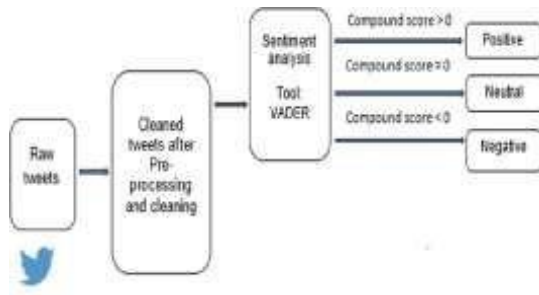 Raw
tweets
Cleaned
tweets after
Pre-
processing
and cleaning
Sentiment
analysis
Tool:
VADER
Compound score > 0
Positive
Compound score = 0
Neutral
Compound score < 0
Negative